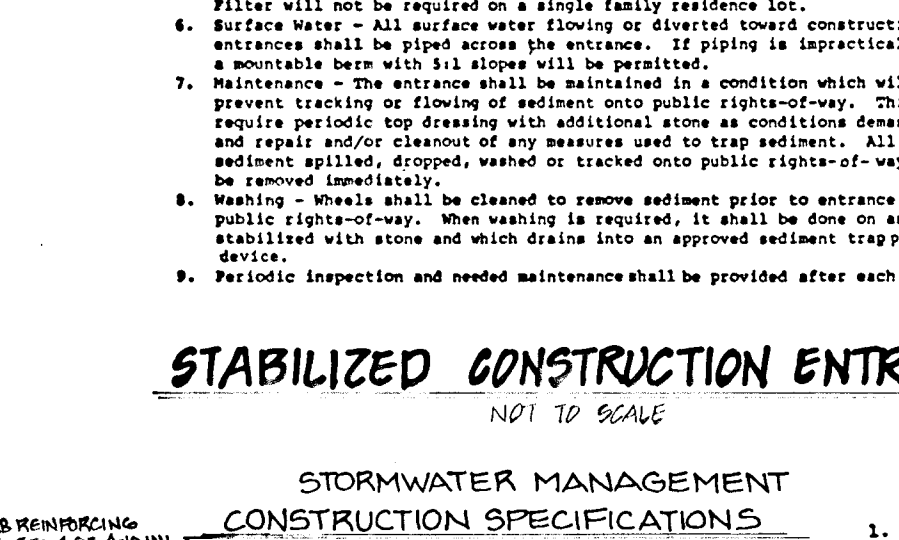 Filter will not be required on a single family residence lot.
6. Surface Water - All surface water flowing or diverted toward construct
entrances shall be piped across the entrance. If piping is impractical
a mountable berm with 5:1 slopes will be permitted.
7. Maintenance - The entrance shall be maintained in a condition which wil
prevent tracking or flowing of sediment onto public rights-of-way. Thi
require periodic top dressing with additional stone as conditions deman
and repair and/or cleanout of any measures used to trap sediment. All
sediment spilled, dropped, washed or tracked onto public rights-of-way
be removed immediately.
8. Washing - Wheels shall be cleaned to remove sediment prior to entrance
public rights-of-way. When washing is required, it shall be done on a
stabilized with stone and which drains into an approved sediment trapp
device.
9. Periodic inspection and needed maintenance shall be provided after each
STABILIZED CONSTRUCTION ENTR
NOT TO SCALE
STORMWATER MANAGEMENT
CONSTRUCTION SPECIFICATIONS
B REINFORCING
1.